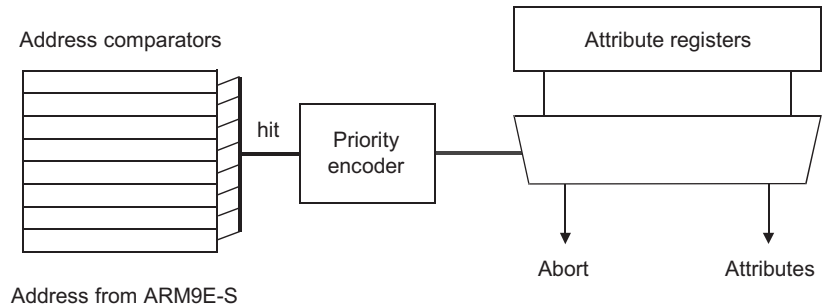 Address comparators
Attribute registers
hit
Priority
encoder
Abort
Attributes
Address from ARM9E-S